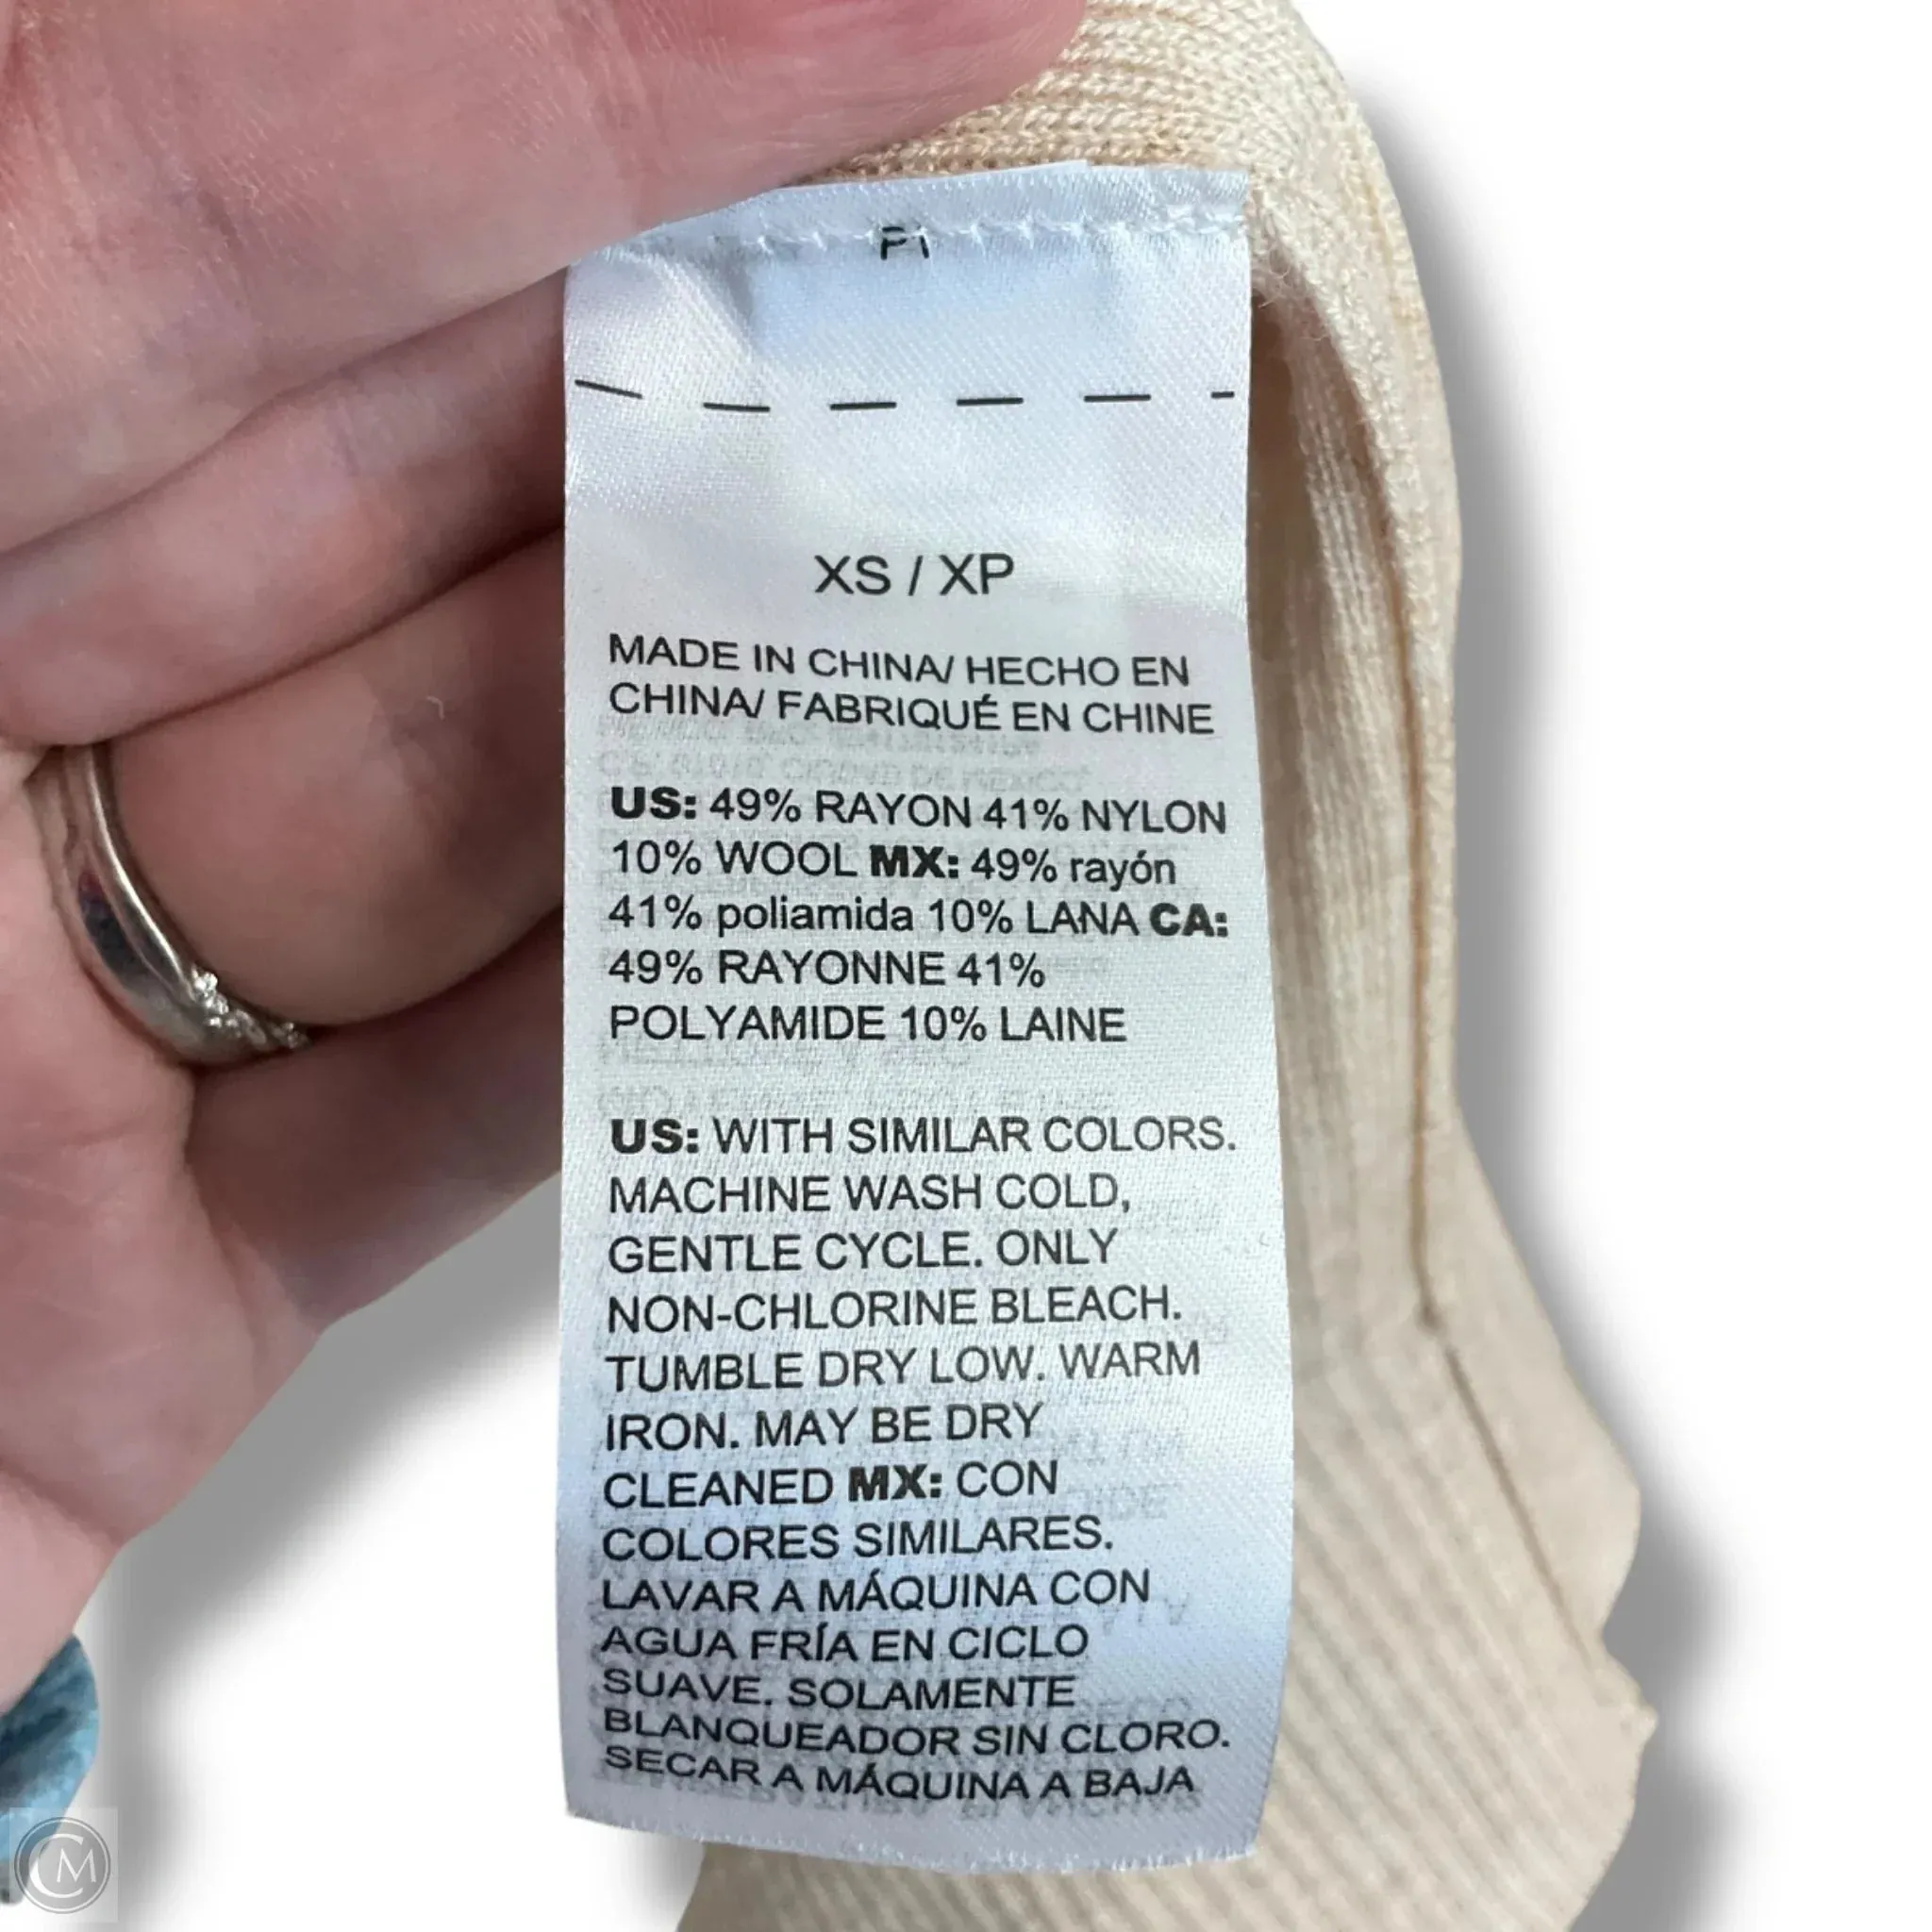 XS / XP
MADE IN CHINA/ HECHO EN
CHINA/ FABRIQUÉ EN CHINE
US: 49% RAYON 41% NYLON
10% WOOL MX: 49% rayón
41% poliamida 10% LANA CA:
49% RAYONNE 41%
POLYAMIDE 10% LAINE
US: WITH SIMILAR COLORS.
MACHINE WASH COLD,
GENTLE CYCLE. ONLY
NON-CHLORINE BLEACH.
TUMBLE DRY LOW. WARM
IRON. MAY BE DRY
CLEANED MX: CON
COLORES SIMILARES.
LAVAR A MÁQUINA CON
AGUA FRÍA EN CICLO
SUAVE. SOLAMENTE
BLANQUEADOR SIN CLORO.
SECAR A MÁQUINA A BAJA
CM